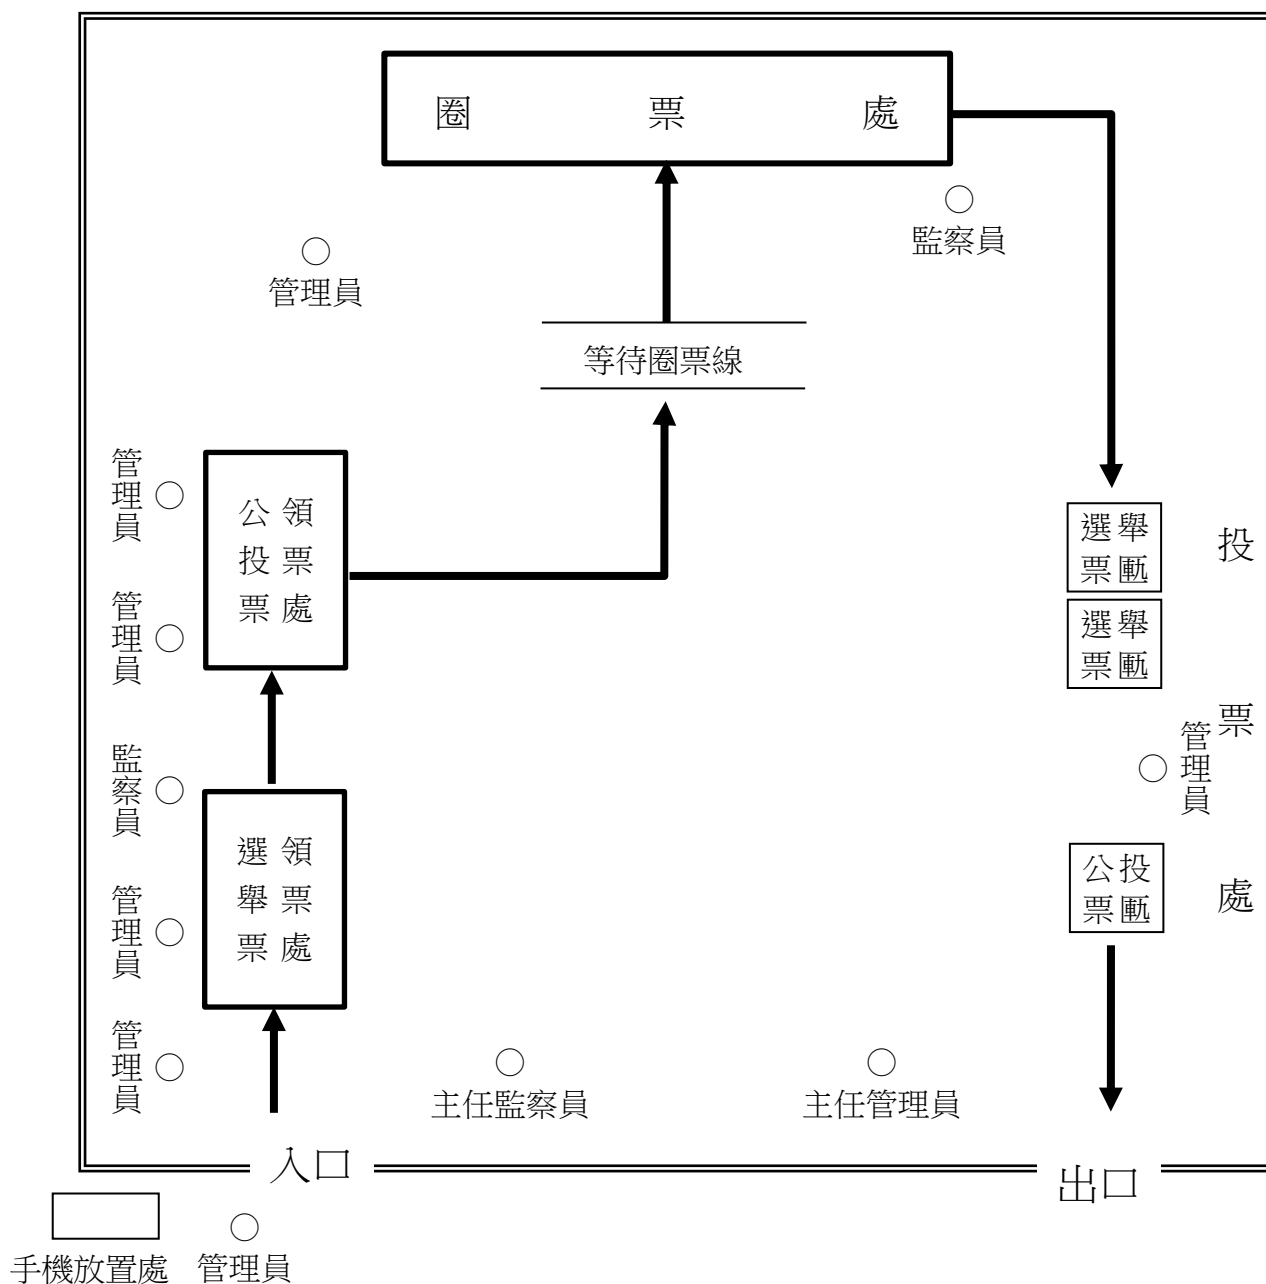 圈票處
監察員
管理員
等待圈票線
管理員
公投票
領票處
管理員
監察員
選舉票
領票處
管理員
管理員
選舉
票匭
選舉
票匭
投票處
管理員
公投
票匭
主任監察員
主任管理員
入口
出口
手機放置處
管理員